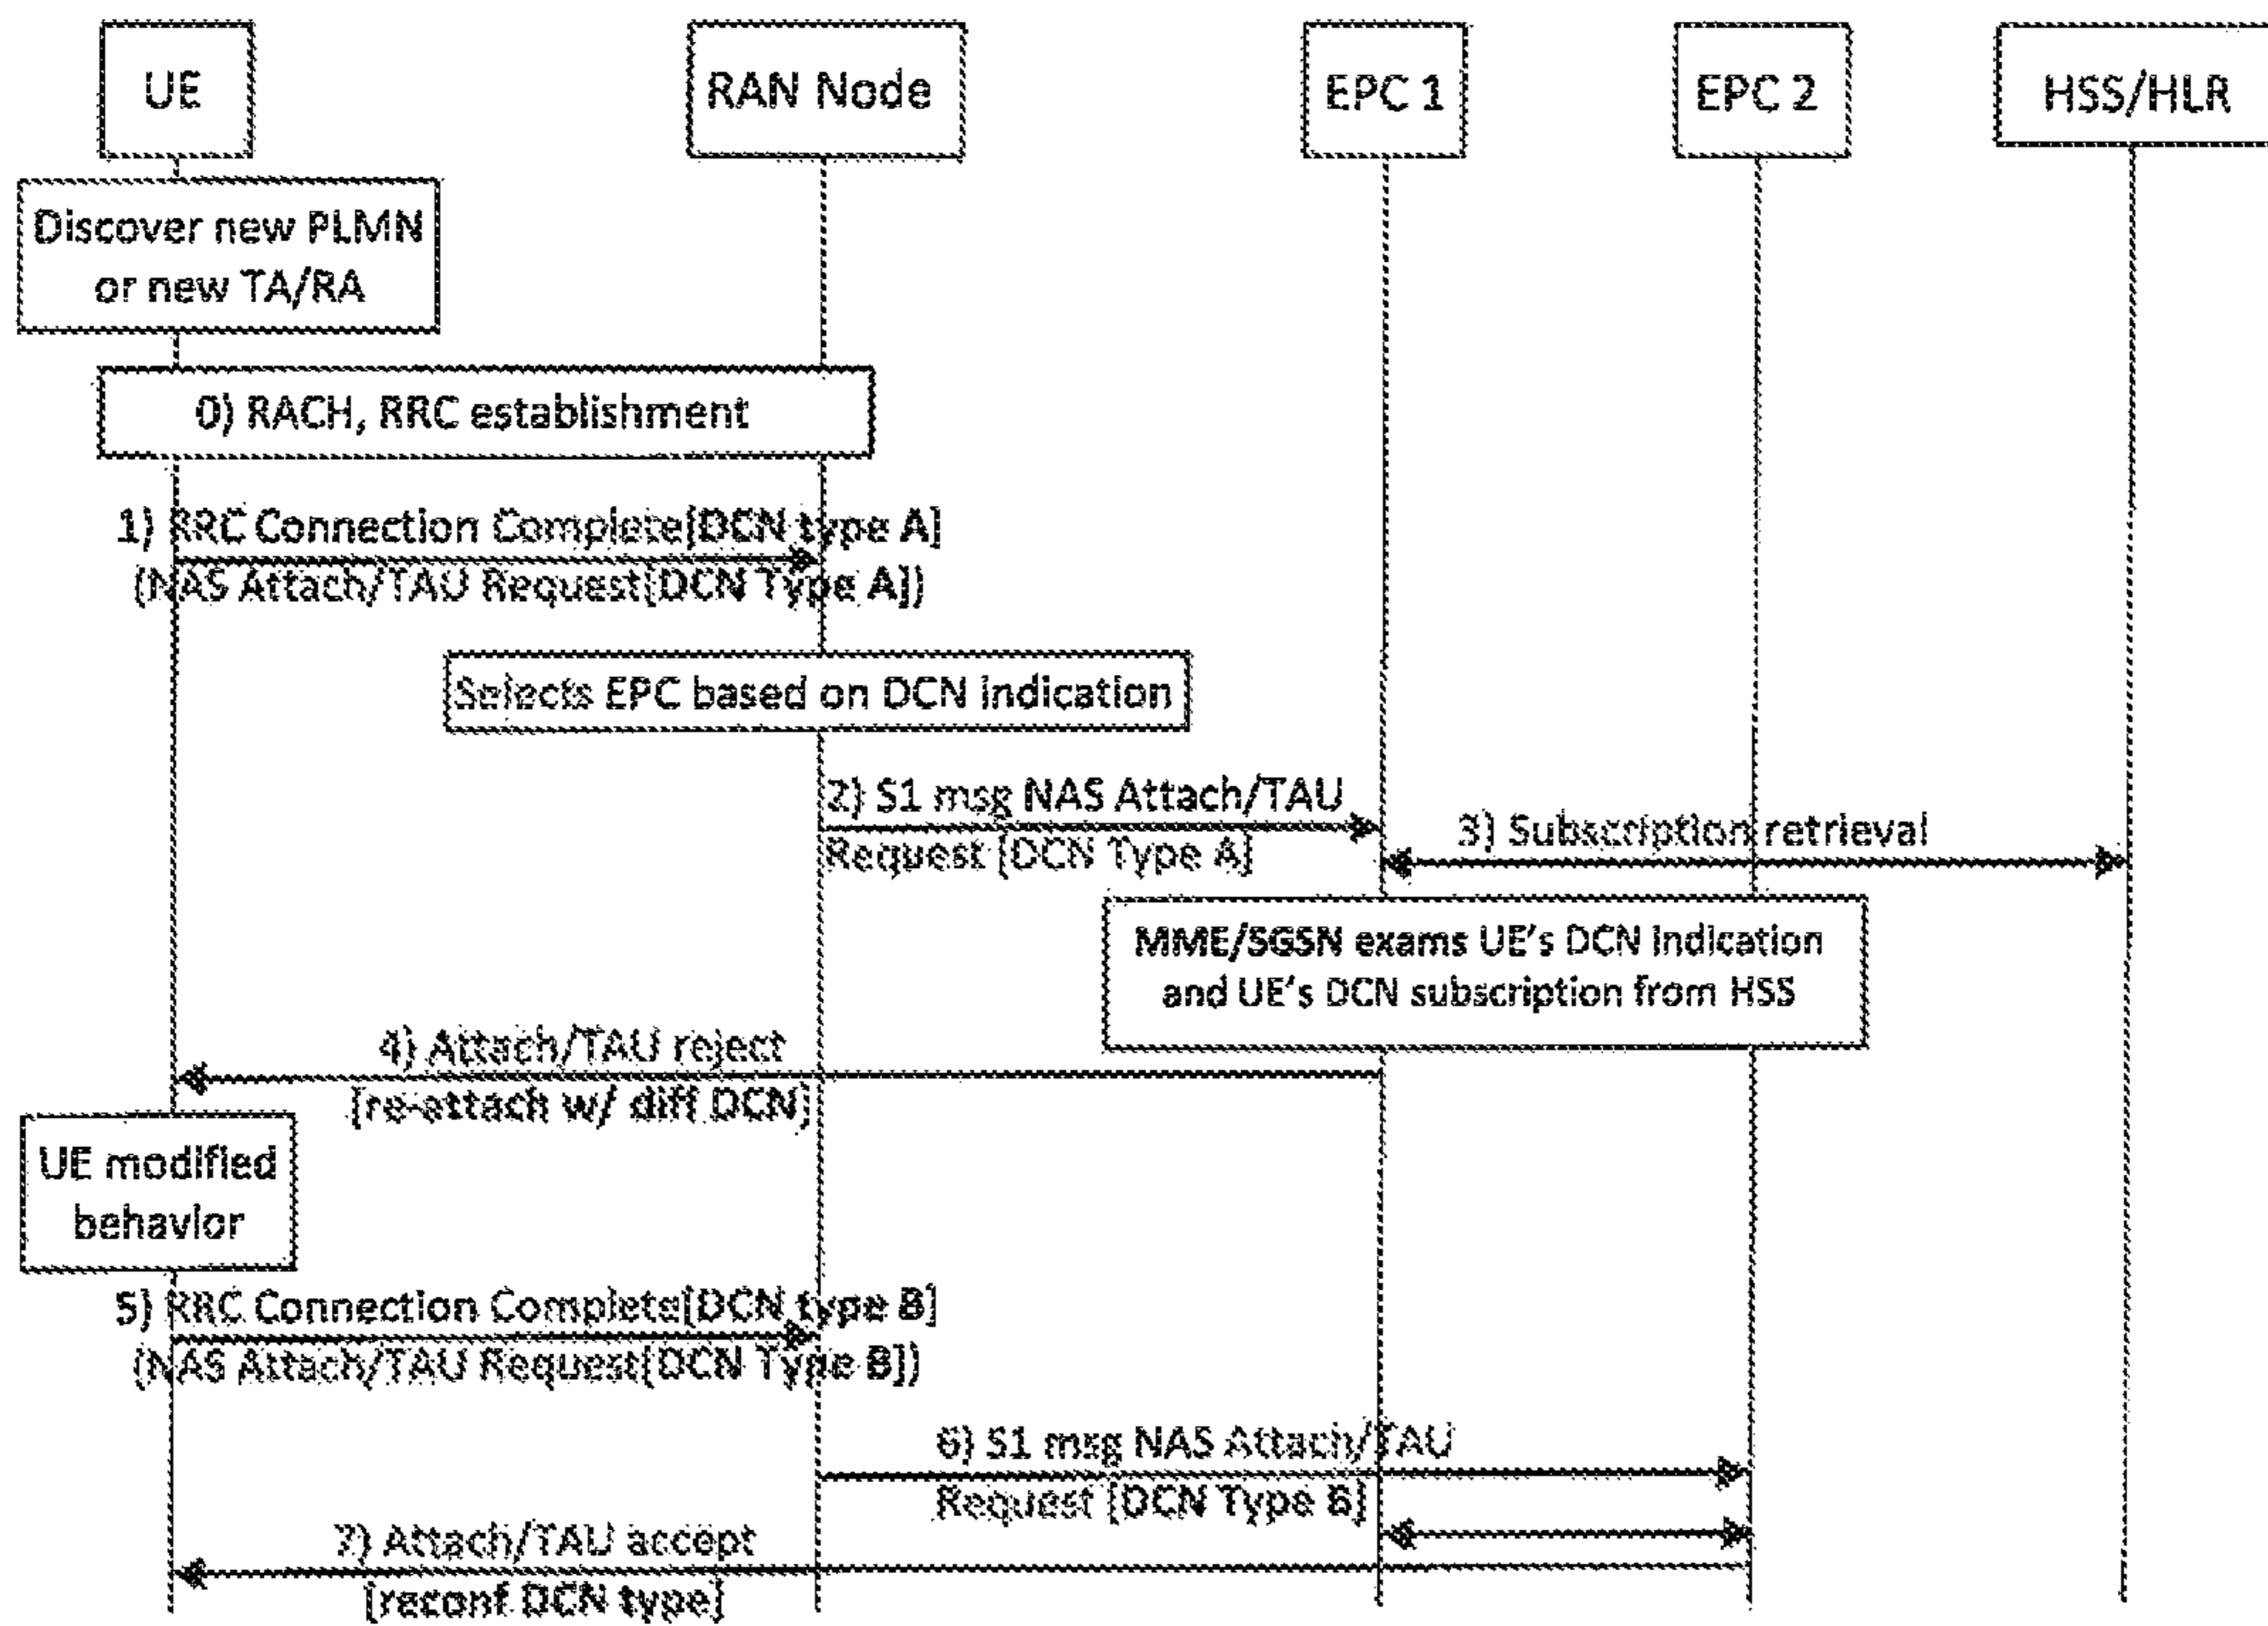 UE
RAN Node
EPC 1
EPC 2
HSS/HLR
Discover new PLMN
or new TA/RA
0) RACH, RRC establishment
1) RRC Connection Complete[DCN type A]
(NAS Attach/TAU Request[DCN Type A])
Selects EPC based on DCN indication
2) S1 msg NAS Attach/TAU
Request [DCN Type A]
3) Subscription retrieval
MME/SGSN exams UE's DCN indication
and UE's DCN subscription from HSS
4) Attach/TAU reject
[re-attach w/ diff DCN]
UE modified
behavior
5) RRC Connection Complete[DCN type B]
(NAS Attach/TAU Request[DCN Type B])
6) S1 msg NAS Attach/TAU
Request [DCN Type B]
7) Attach/TAU accept
[reconf DCN type]